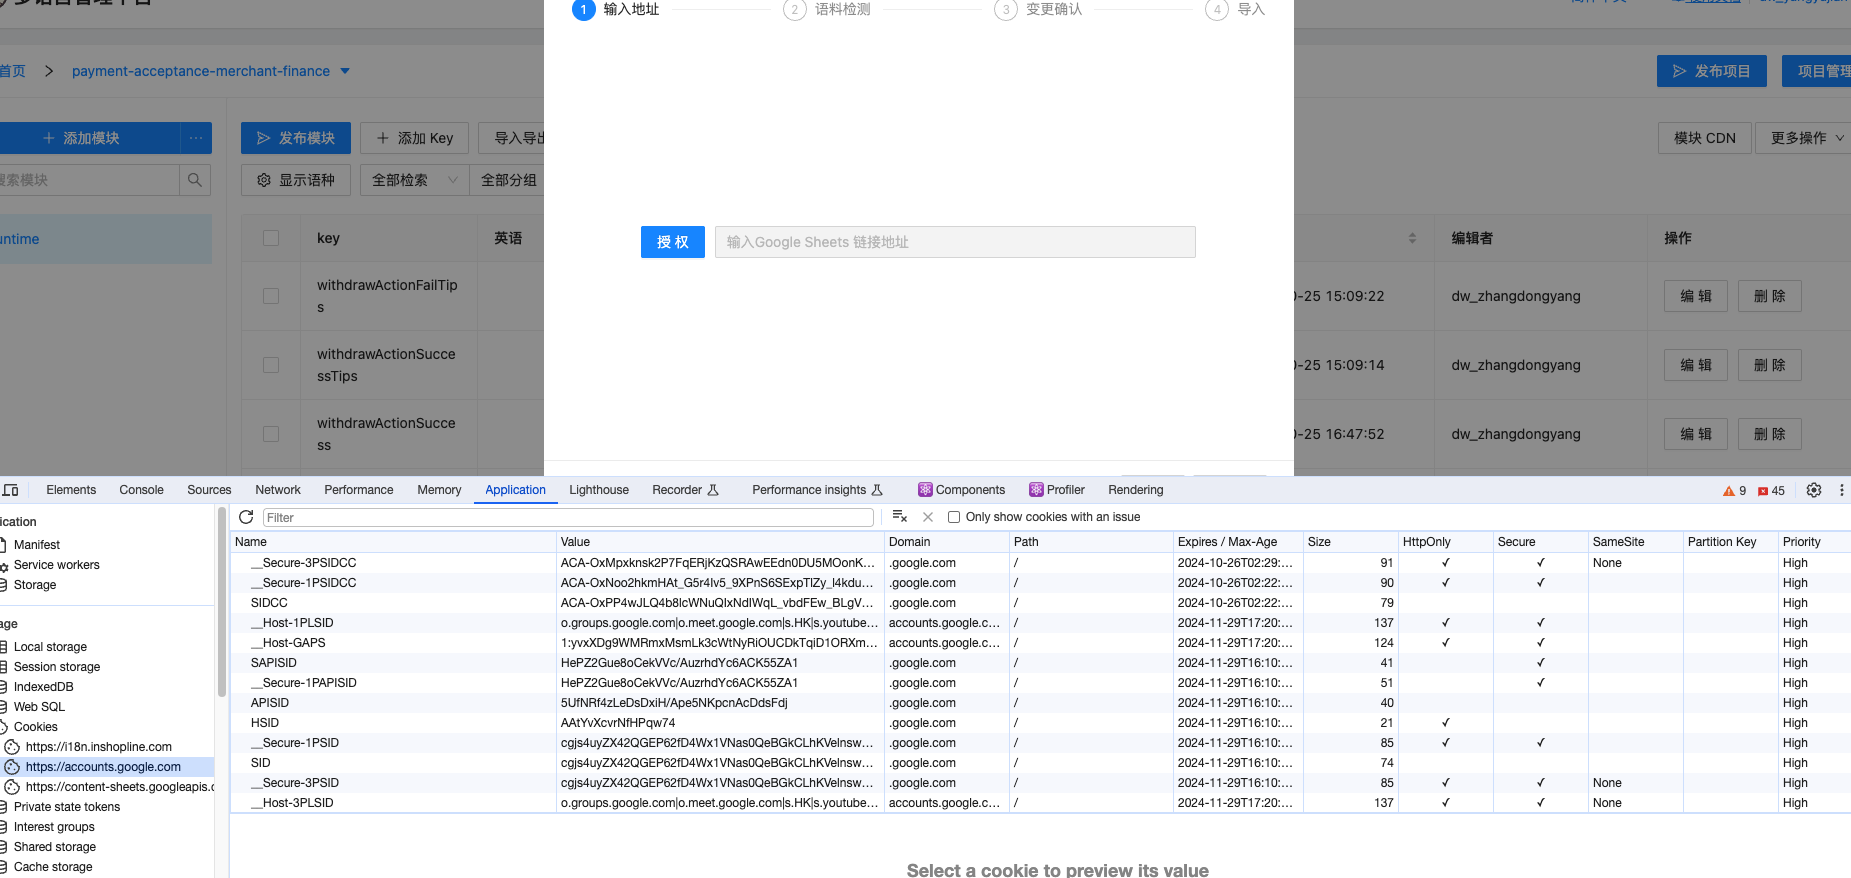 1 输入地址 2 语料检测 3 变更确认 4 导入
首页 > payment-acceptance-merchant-finance 发布项目 项目管理
添加模块 ··· 发布模块 添加 Key 导入导出 模块 CDN 更多操作
搜索模块 显示语种 全部检索 全部分组
untime key 英语 编辑者 操作
授 权 输入Google Sheets 链接地址
withdrawActionFailTip
s
0-25 15:09:22 dw_zhangdongyang 编 辑 删 除
withdrawActionSucce
ssTips
0-25 15:09:14 dw_zhangdongyang 编 辑 删 除
withdrawActionSucce
ss
0-25 16:47:52 dw_zhangdongyang 编 辑 删 除
Elements Console Sources Network Performance Memory Application Lighthouse Recorder Performance insights Components Profiler Rendering 9 45
ication
Manifest
Service workers
Storage
age
Local storage
Session storage
IndexedDB
Web SQL
Cookies
https://i18n.inshopline.com
https://accounts.google.com
https://content-sheets.googleapis.c
Private state tokens
Interest groups
Shared storage
Cache storage
Filter Only show cookies with an issue
Name Value Domain Path Expires / Max-Age Size HttpOnly Secure SameSite Partition Key Priority
__Secure-3PSIDCC ACA-OxMpxknsk2P7FqERjKzQSRAwEEdn0DU5MOonK... .google.com / 2024-10-26T02:29:... 91 ✓ ✓ None High
__Secure-1PSIDCC ACA-OxNoo2hkmHAt_G5r4Iv5_9XPnS6SExpTlZy_l4kdu... .google.com / 2024-10-26T02:22:... 90 ✓ ✓ High
SIDCC ACA-OxPP4wJLQ4b8lcWNuQIxNdIWqL_vbdFEw_BLgV... .google.com / 2024-10-26T02:22:... 79 High
__Host-1PLSID o.groups.google.com|o.meet.google.com|s.HK|s.youtube... accounts.google.c... / 2024-11-29T17:20:... 137 ✓ ✓ High
__Host-GAPS 1:yvxXDg9WMRmxMsmLk3cWtNyRiOUCDkTqiD1ORXm... accounts.google.c... / 2024-11-29T17:20:... 124 ✓ ✓ High
SAPISID HePZ2Gue8oCekVVc/AuzrhdYc6ACK55ZA1 .google.com / 2024-11-29T16:10:... 41 ✓ High
__Secure-1PAPISID HePZ2Gue8oCekVVc/AuzrhdYc6ACK55ZA1 .google.com / 2024-11-29T16:10:... 51 ✓ High
APISID 5UfNRf4zLeDsDxiH/Ape5NKpcnAcDdsFdj .google.com / 2024-11-29T16:10:... 40 High
HSID AAtYvXcvrNfHPqw74 .google.com / 2024-11-29T16:10:... 21 ✓ High
__Secure-1PSID cgjs4uyZX42QGEP62fD4Wx1VNas0QeBGkCLhKVelnsw... .google.com / 2024-11-29T16:10:... 85 ✓ ✓ High
SID cgjs4uyZX42QGEP62fD4Wx1VNas0QeBGkCLhKVelnsw... .google.com / 2024-11-29T16:10:... 74 High
__Secure-3PSID cgjs4uyZX42QGEP62fD4Wx1VNas0QeBGkCLhKVelnsw... .google.com / 2024-11-29T16:10:... 85 ✓ ✓ None High
__Host-3PLSID o.groups.google.com|o.meet.google.com|s.HK|s.youtube... accounts.google.c... / 2024-11-29T17:20:... 137 ✓ ✓ None High
Select a cookie to preview its value